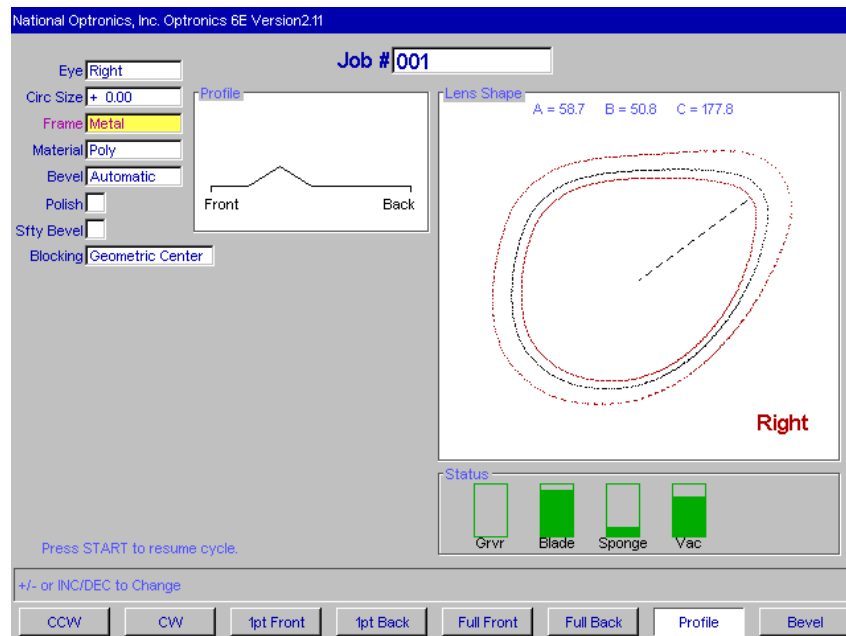 National Optronics, Inc. Optronics 6E Version2.11
Job # 001
Eye Right
Circ Size + 0.00
Frame Metal
Material Poly
Bevel Automatic
Polish
Sfty Bevel
Blocking Geometric Center
Profile
Front Back
Lens Shape
A = 58.7 B = 50.8 C = 177.8
Right
Status
Grvr Blade Sponge Vac
Press START to resume cycle.
+/- or INC/DEC to Change
CCW CW 1pt Front 1pt Back Full Front Full Back Profile Bevel